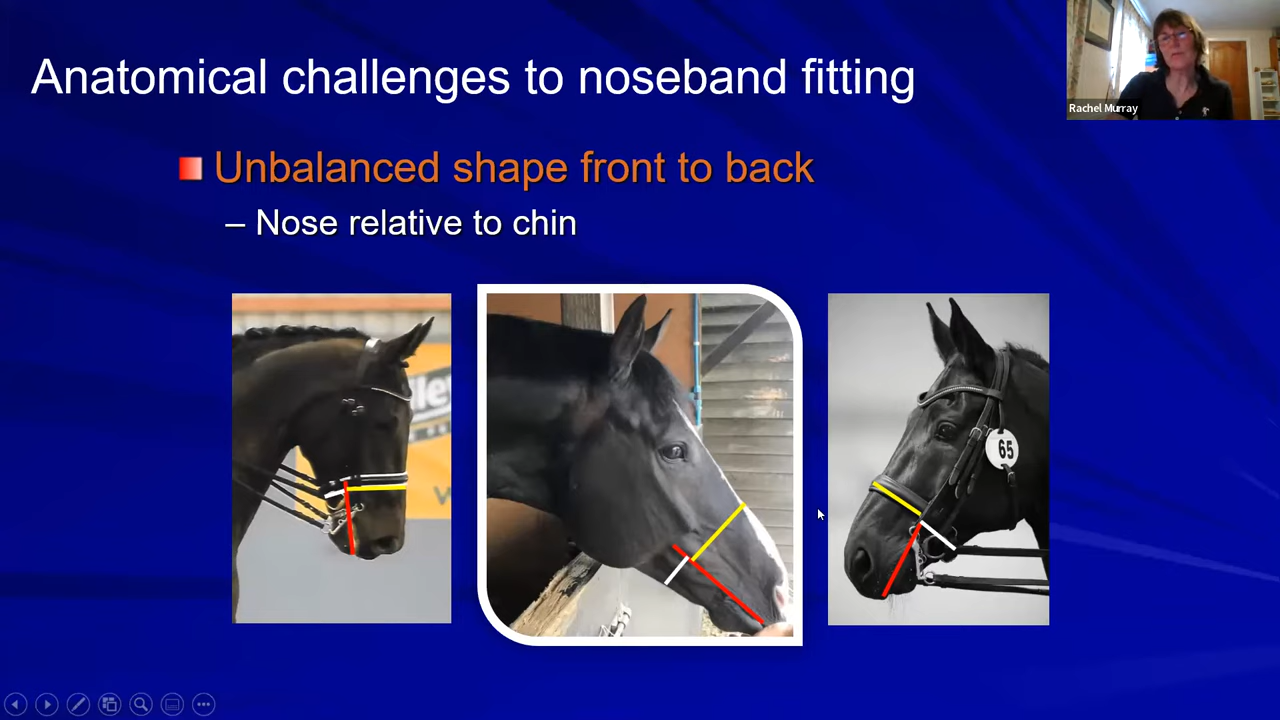 Anatomical challenges to noseband fitting
Rachel Murray
Unbalanced shape front to back
– Nose relative to chin
65